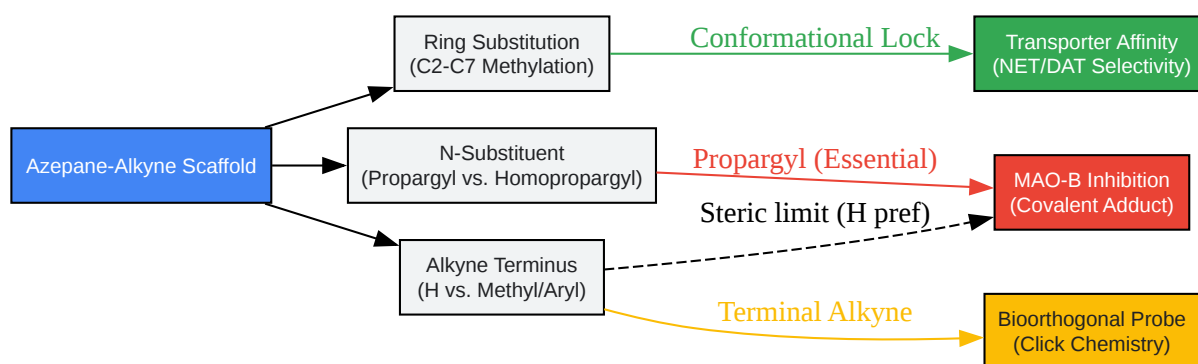 Ring Substitution
(C2-C7 Methylation)
Conformational Lock
Transporter Affinity
(NET/DAT Selectivity)
Azepane-Alkyne Scaffold
N-Substituent
(Propargyl vs. Homopropargyl)
Propargyl (Essential)
MAO-B Inhibition
(Covalent Adduct)
Steric limit (H pref)
Alkyne Terminus
(H vs. Methyl/Aryl)
Terminal Alkyne
Bioorthogonal Probe
(Click Chemistry)